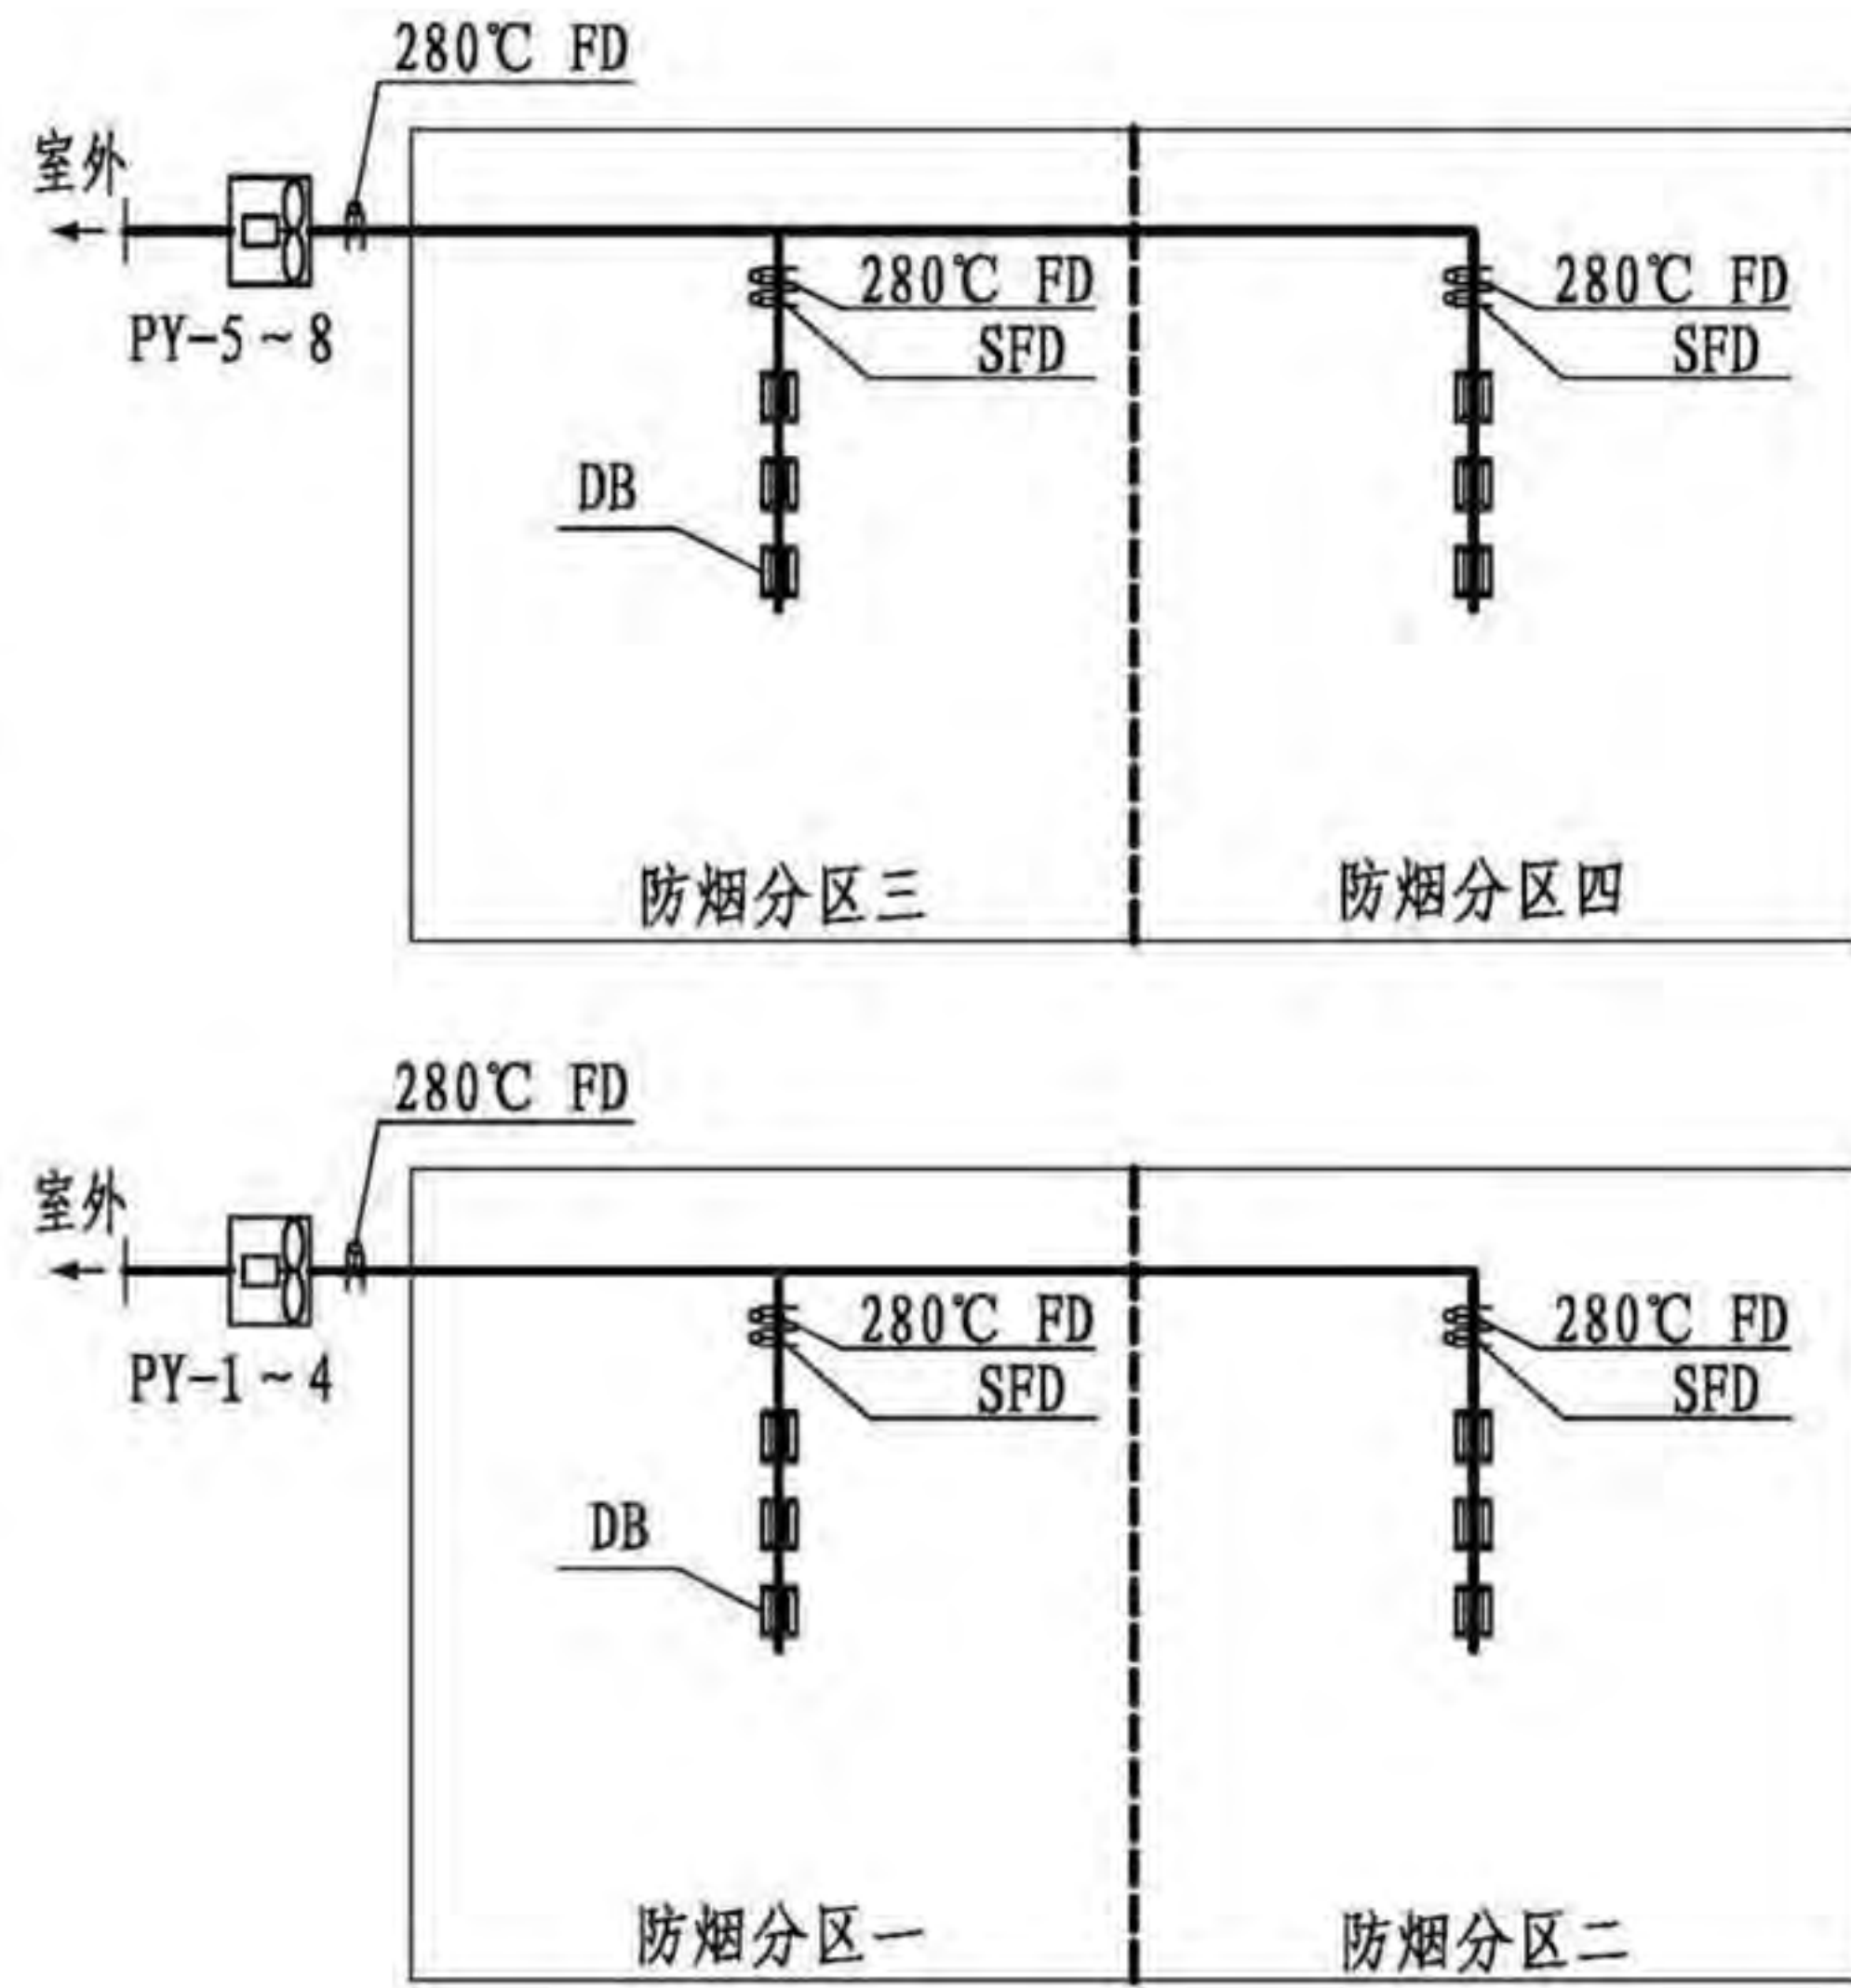 280℃ FD
室外
280℃ FD
280℃ FD
PY-5~8
SFD
SFD
DB
防烟分区三
防烟分区四
280℃ FD
室外
280℃ FD
280℃ FD
PY-1~4
SFD
SFD
DB
防烟分区一
防烟分区二